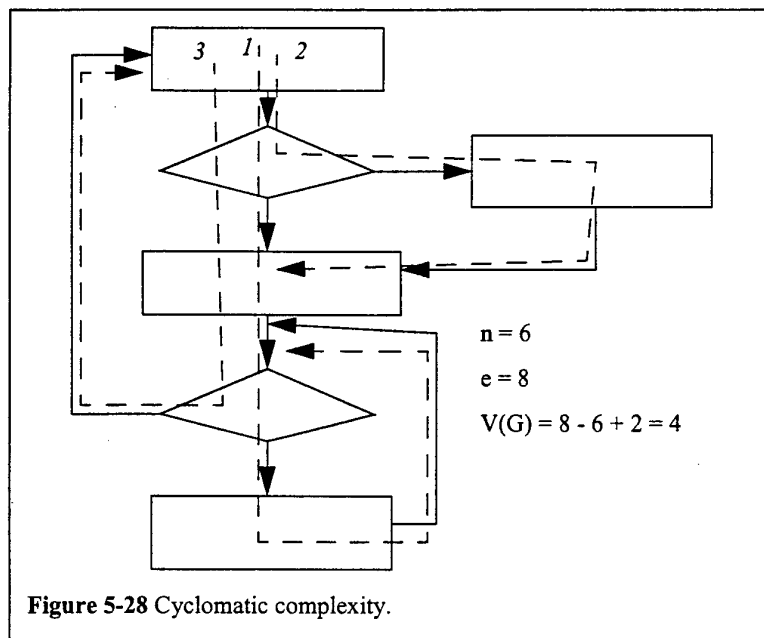 3 1 2
n = 6
e = 8
V(G) = 8 - 6 + 2 = 4
Figure 5-28 Cyclomatic complexity.